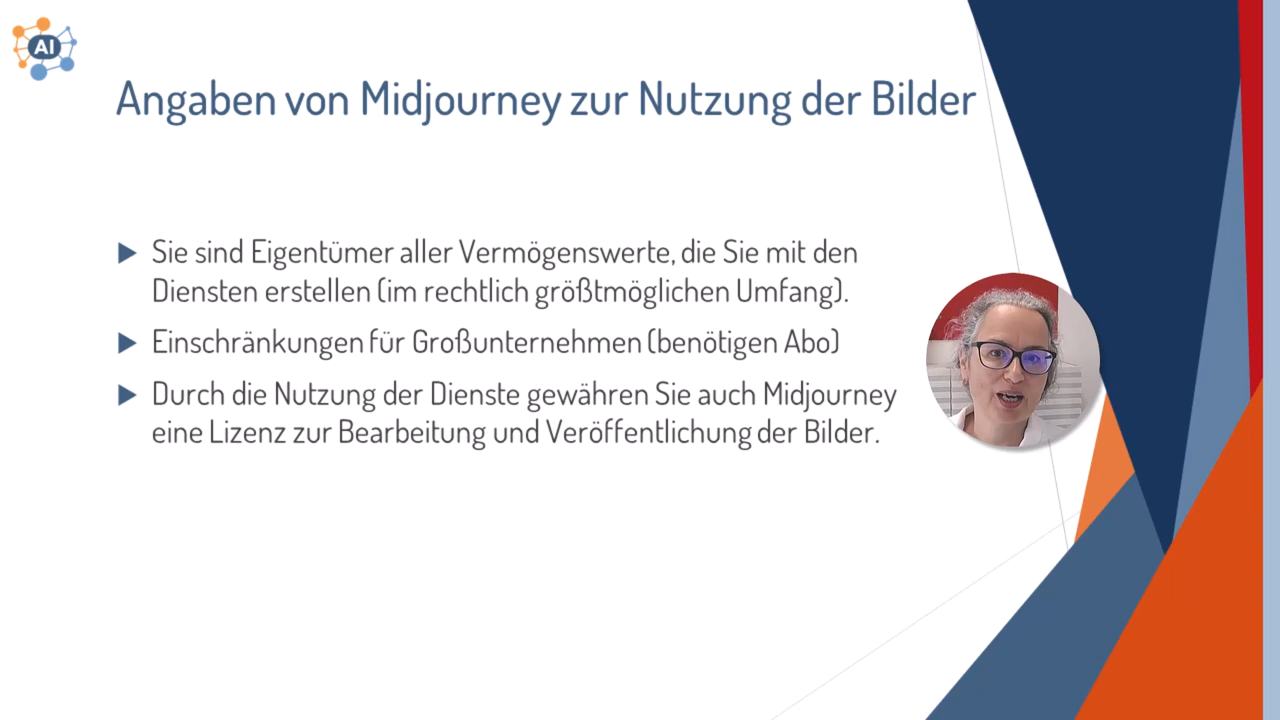 AI
Angaben von Midjourney zur Nutzung der Bilder
Sie sind Eigentümer aller Vermögenswerte, die Sie mit den
Diensten erstellen (im rechtlich größtmöglichen Umfang).
Einschränkungen für Großunternehmen (benötigen Abo)
Durch die Nutzung der Dienste gewähren Sie auch Midjourney
eine Lizenz zur Bearbeitung und Veröffentlichung der Bilder.